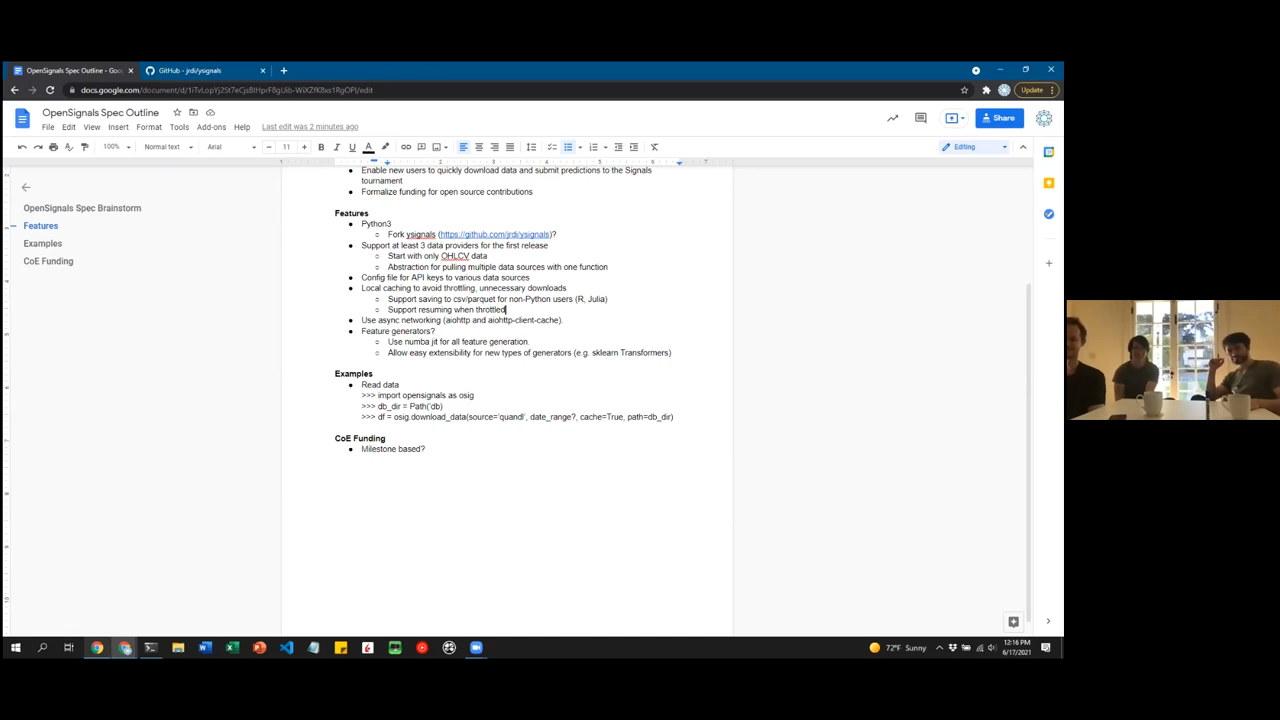 OpenSignals Spec Outline - Goo
GitHub - jrdi/ysignals
Update
OpenSignals Spec Outline
File Edit View Insert Format Tools Add-ons Help Last edit was 2 minutes ago
Share
100% Normal text Arial 11 Editing
1 2 3 4 5 6 7
Enable new users to quickly download data and submit predictions to the Signals
tournament
Formalize funding for open source contributions
OpenSignals Spec Brainstorm
Features
Examples
CoE Funding
Features
Python3
Fork ysignals (https://github.com/jrdi/ysignals)?
Support at least 3 data providers for the first release
Start with only OHLCV data
Abstraction for pulling multiple data sources with one function
Config file for API keys to various data sources
Local caching to avoid throttling, unnecessary downloads
Support saving to csv/parquet for non-Python users (R, Julia)
Support resuming when throttled
Use async networking (aiohttp and aiohttp-client-cache).
Feature generators?
Use numba jit for all feature generation.
Allow easy extensibility for new types of generators (e.g. sklearn Transformers)
Examples
Read data
>>> import opensignals as osig
>>> db_dir = Path('db)
>>> df = osig.download_data(source='quandl', date_range?, cache=True, path=db_dir)
CoE Funding
Milestone based?
72°F Sunny
12:16 PM
6/17/2021